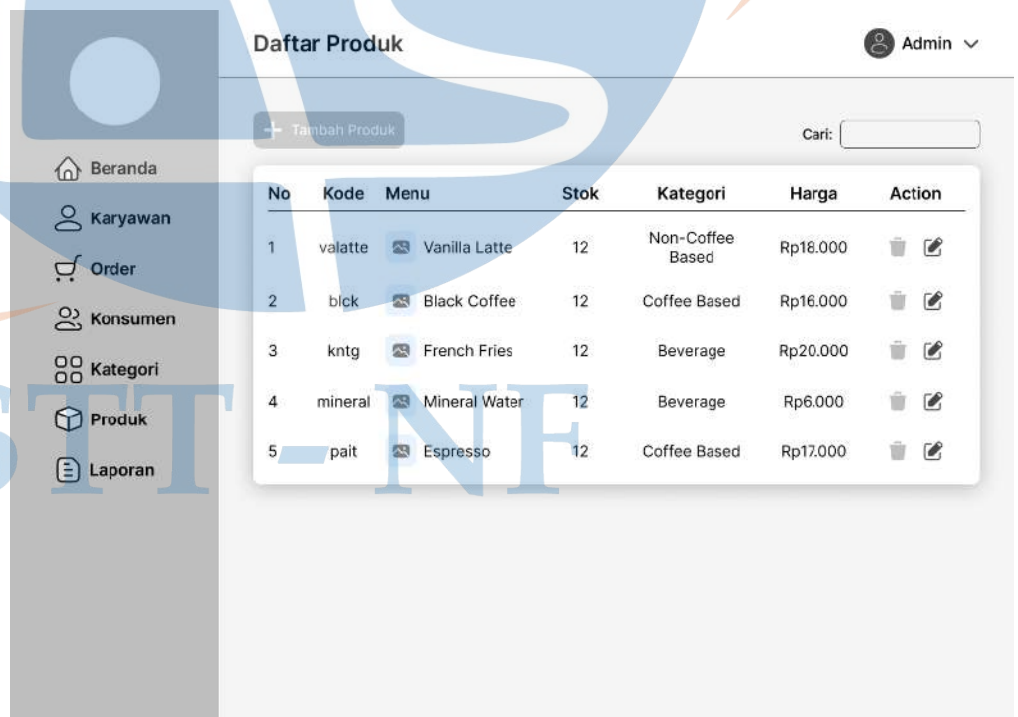 Daftar Produk
Admin
Tambah Produk
Cari:
Beranda
Karyawan
Order
Konsumen
Kategori
Produk
Laporan
No Kode Menu Stok Kategori Harga Action
1 valatte Vanilla Latte 12 Non-Coffee Based Rp18.000
2 blck Black Coffee 12 Coffee Based Rp16.000
3 kntg French Fries 12 Beverage Rp20.000
4 mineral Mineral Water 12 Beverage Rp6.000
5 pait Espresso 12 Coffee Based Rp17.000
STT-NF